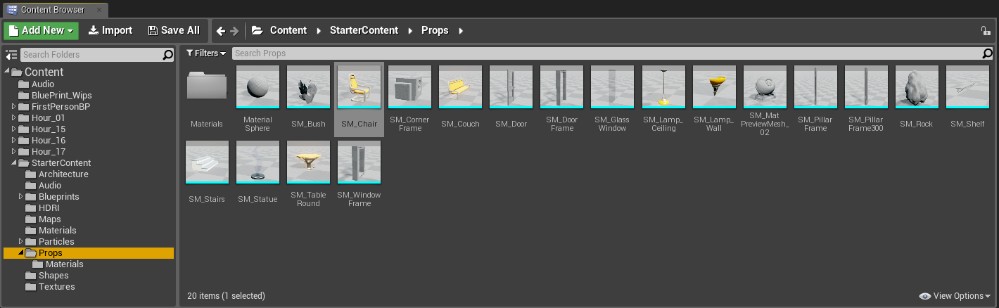 Content Browser
Add New Import Save All Content StarterContent Props
Search Folders
Filters Search Props
Content
Audio
BluePrint_Wips
FirstPersonBP
Hour_01
Hour_15
Hour_16
Hour_17
StarterContent
Architecture
Audio
Blueprints
HDRI
Maps
Materials
Particles
Props
Materials
Shapes
Textures
Materials
Material
Sphere
SM_Bush
SM_Chair
SM_Corner
Frame
SM_Couch
SM_Door
SM_Door
Frame
SM_Glass
Window
SM_Lamp_
Ceiling
SM_Lamp_
Wall
SM_Mat
PreviewMesh_
02
SM_Pillar
Frame
SM_Pillar
Frame300
SM_Rock
SM_Shelf
SM_Stairs
SM_Statue
SM_Table
Round
SM_Window
Frame
20 items (1 selected)
View Options